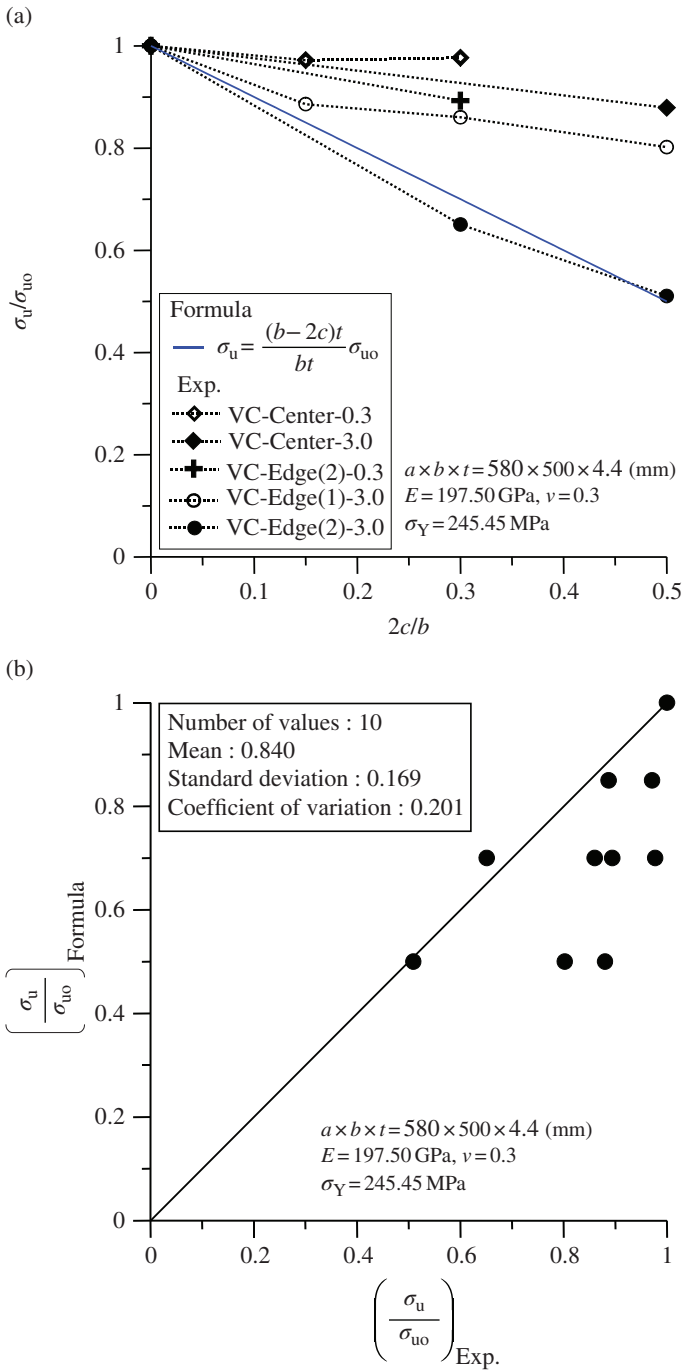 (a)
1
0.8
0.6
0.4
0.2
0
σu/σuo
Formula
σu = (b – 2c)t / bt σuo
Exp.
VC-Center-0.3
VC-Center-3.0
VC-Edge(2)-0.3
VC-Edge(1)-3.0
VC-Edge(2)-3.0
a × b × t = 580 × 500 × 4.4 (mm)
E = 197.50 GPa, v = 0.3
σY = 245.45 MPa
0 0.1 0.2 0.3 0.4 0.5
2c/b
(b)
1
0.8
0.6
0.4
0.2
0
[σu / σuo] Formula
Number of values : 10
Mean : 0.840
Standard deviation : 0.169
Coefficient of variation : 0.201
a × b × t = 580 × 500 × 4.4 (mm)
E = 197.50 GPa, v = 0.3
σY = 245.45 MPa
0 0.2 0.4 0.6 0.8 1
(σu / σuo) Exp.